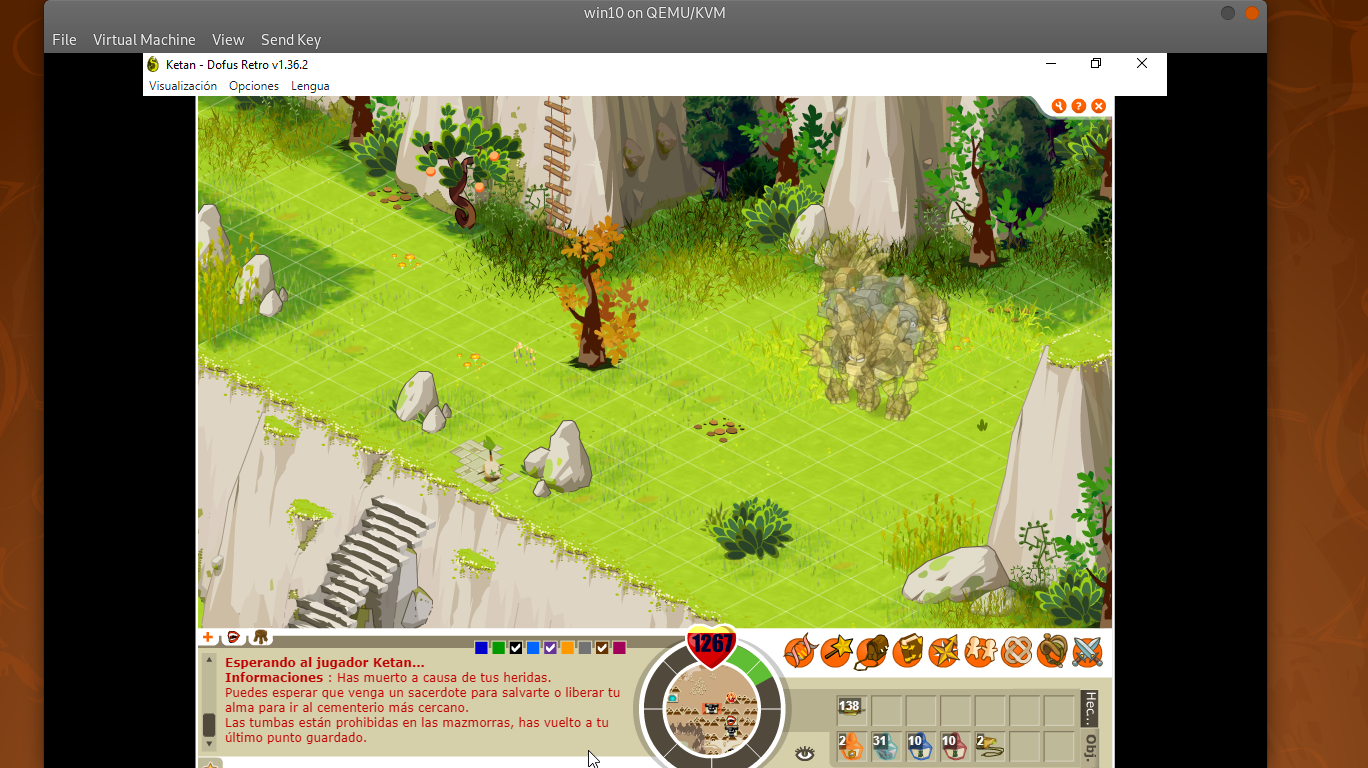 win10 on QEMU/KVM
File Virtual Machine View Send Key
Ketan - Dofus Retro v1.36.2
Visualización Opciones Lengua
1267
Esperando al jugador Ketan...
Informaciones : Has muerto a causa de tus heridas.
Puedes esperar que venga un sacerdote para salvarte o liberar tu
alma para ir al cementerio más cercano.
Las tumbas están prohibidas en las mazmorras, has vuelto a tu
último punto guardado.
138
Hec...
2 31 10 10 2
Obj.